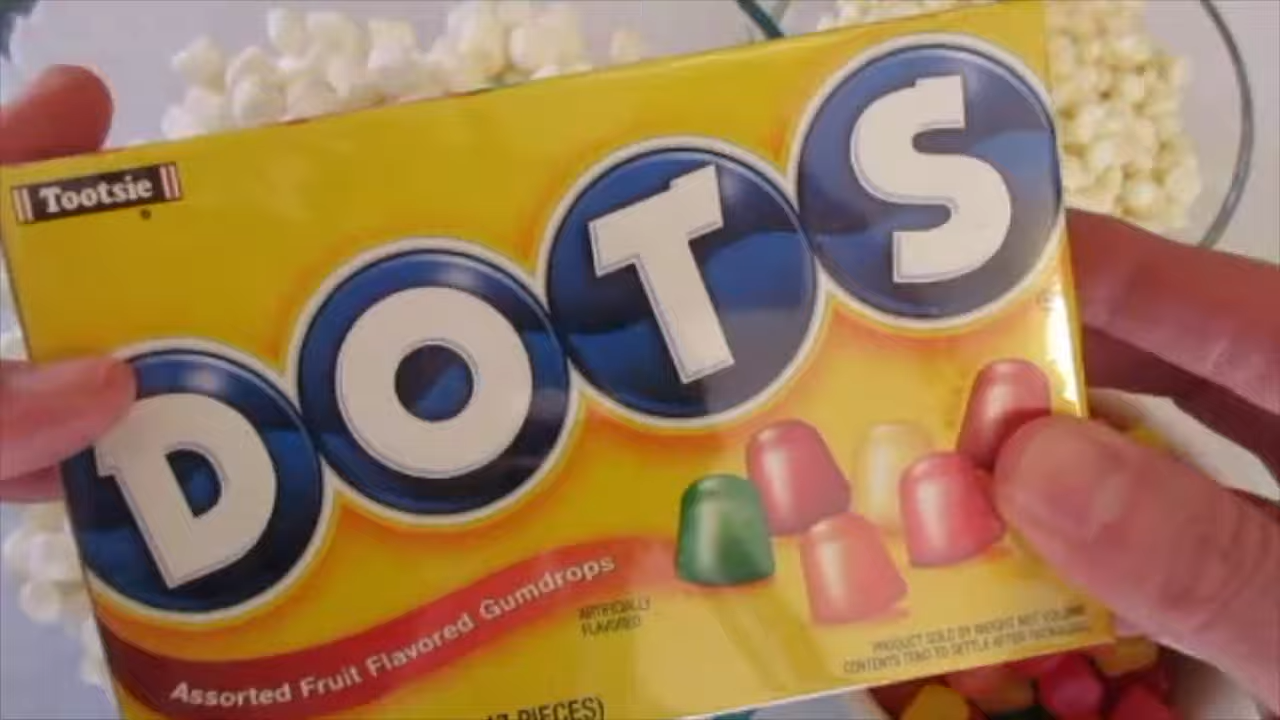 Tootsie
DOTS
Assorted Fruit Flavored Gumdrops
ARTIFICIALLY
FLAVORED
PRODUCT SOLD BY WEIGHT NOT VOLUME
CONTENTS TEND TO SETTLE AFTER
PIECES)